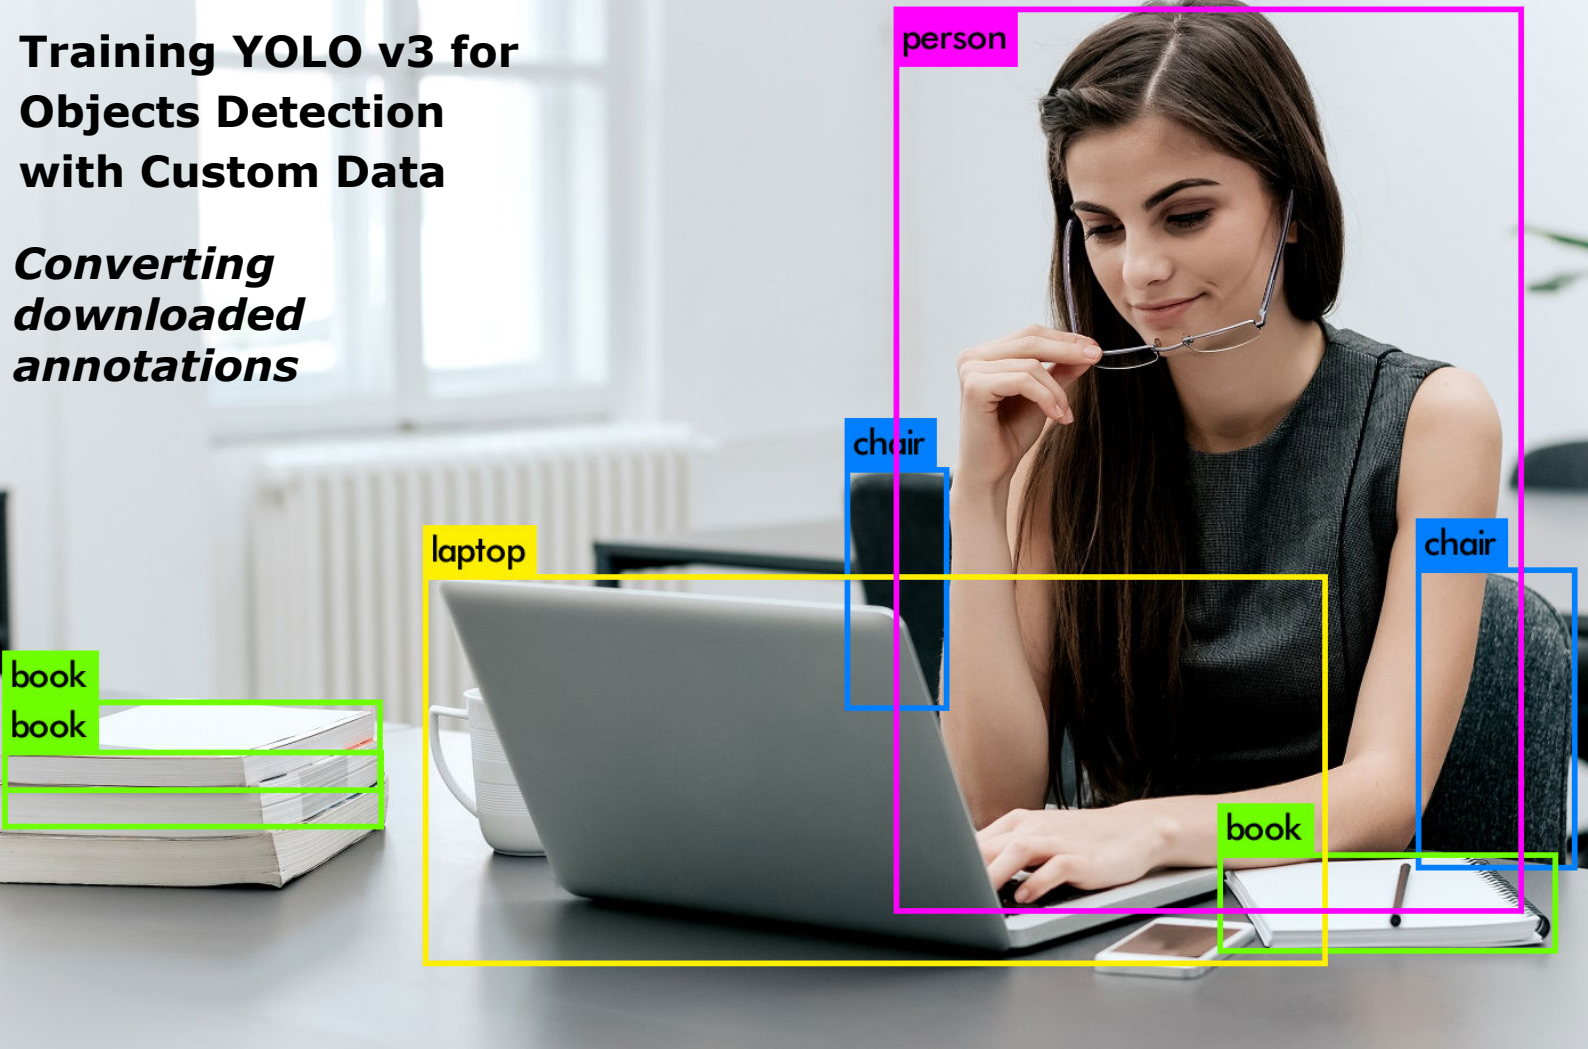 Training YOLO v3 for
Objects Detection
with Custom Data
Converting
downloaded
annotations
person
chair
laptop
chair
book
book
book